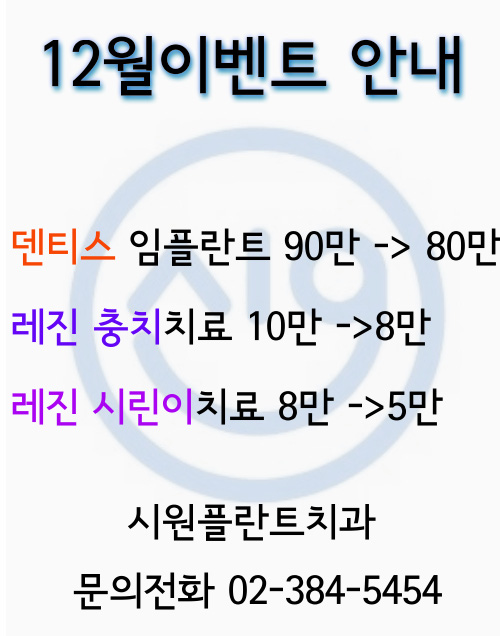 12월이벤트 안내
덴티스 임플란트 90만 -> 80만
레진 충치치료 10만 ->8만
레진 시린이치료 8만 ->5만
시원플란트치과
문의전화 02-384-5454